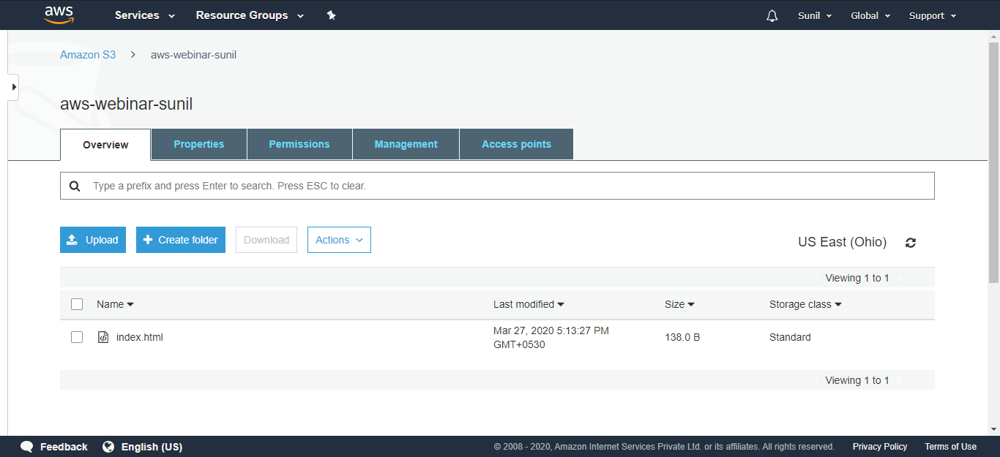 aws Services Resource Groups Sunil Global Support
Amazon S3 aws-webinar-sunil
aws-webinar-sunil
Overview Properties Permissions Management Access points
Type a prefix and press Enter to search. Press ESC to clear.
Upload Create folder Download Actions US East (Ohio)
Viewing 1 to 1
Name Last modified Size Storage class
index.html Mar 27, 2020 5:13:27 PM 138.0 B Standard
GMT+0530
Viewing 1 to 1
Feedback English (US) © 2008 - 2020, Amazon Internet Services Private Ltd. or its affiliates. All rights reserved. Privacy Policy Terms of Use